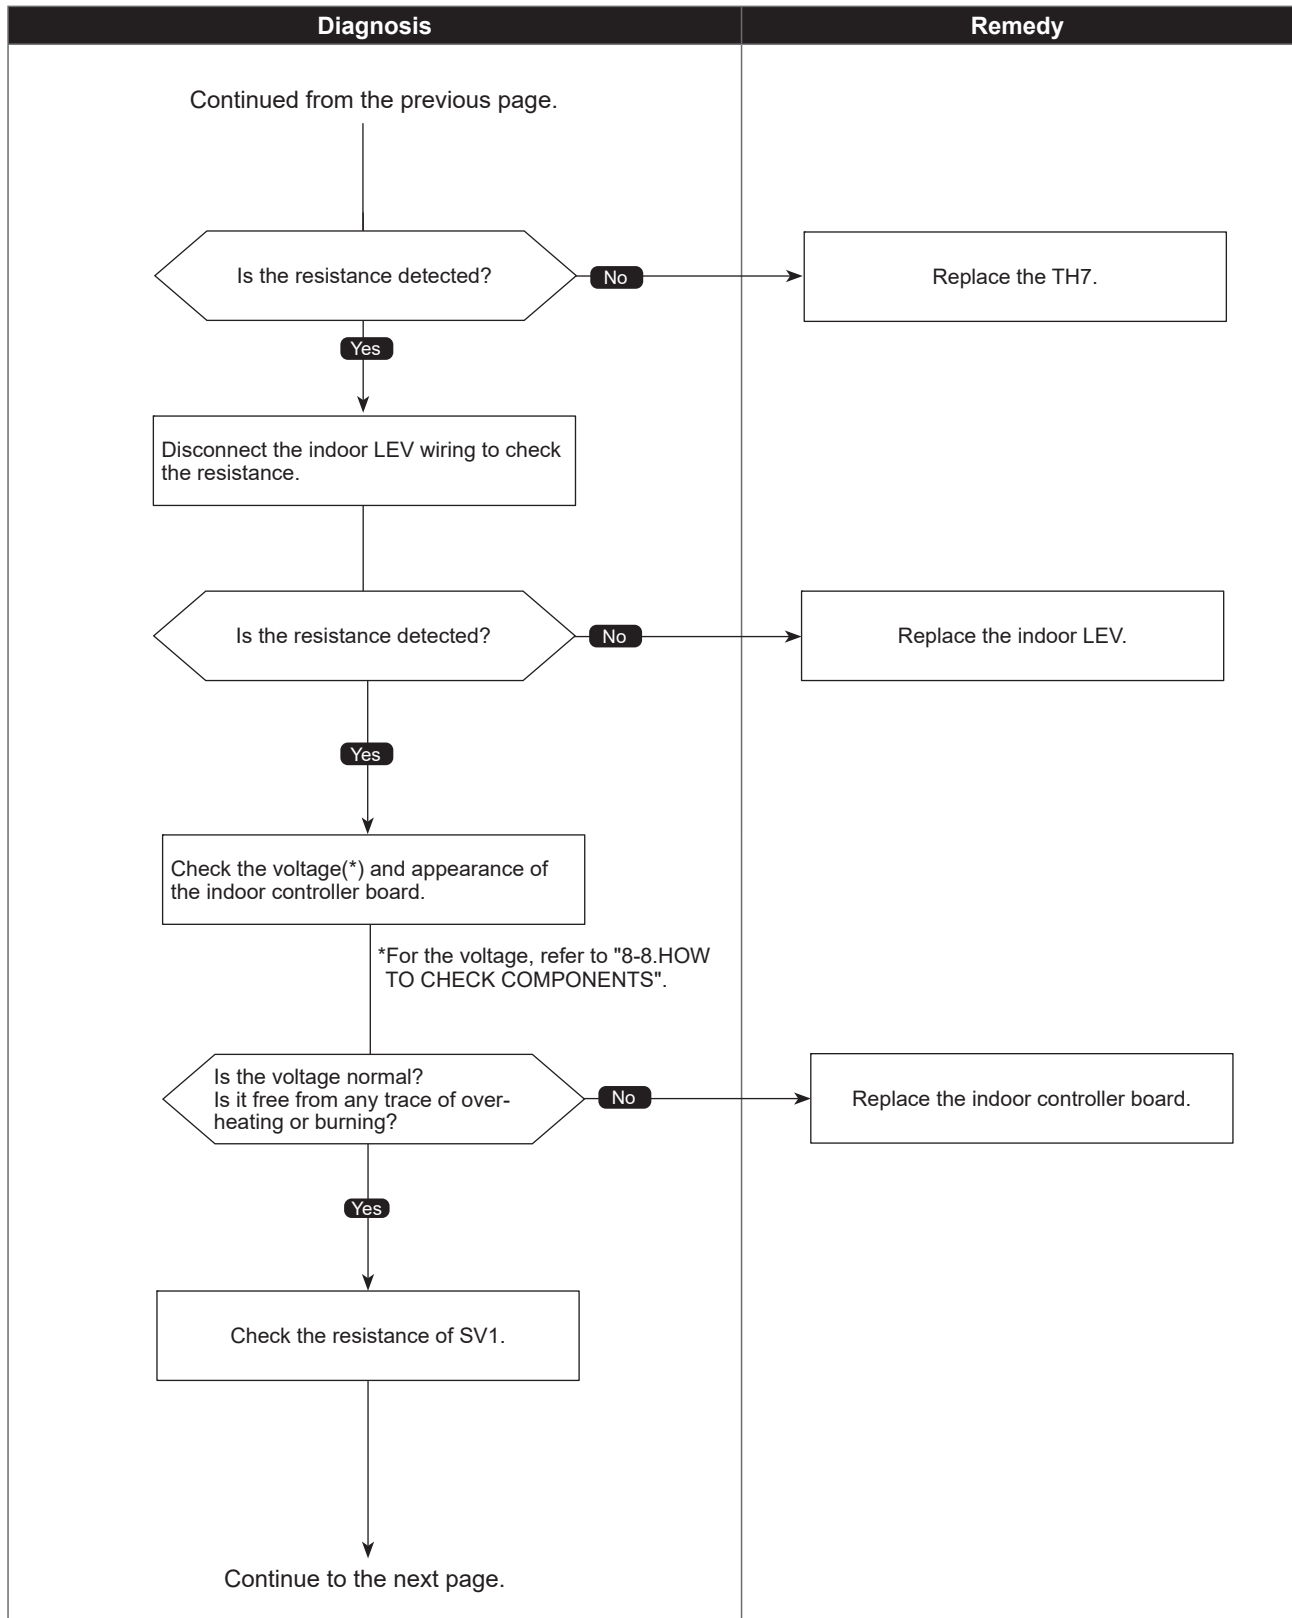 Diagnosis
Remedy
Continued from the previous page.
Is the resistance detected?
No
Replace the TH7.
Yes
Disconnect the indoor LEV wiring to check
the resistance.
Is the resistance detected?
No
Replace the indoor LEV.
Yes
Check the voltage(*) and appearance of
the indoor controller board.
*For the voltage, refer to "8-8.HOW
TO CHECK COMPONENTS".
Is the voltage normal?
Is it free from any trace of over-
heating or burning?
No
Replace the indoor controller board.
Yes
Check the resistance of SV1.
Continue to the next page.